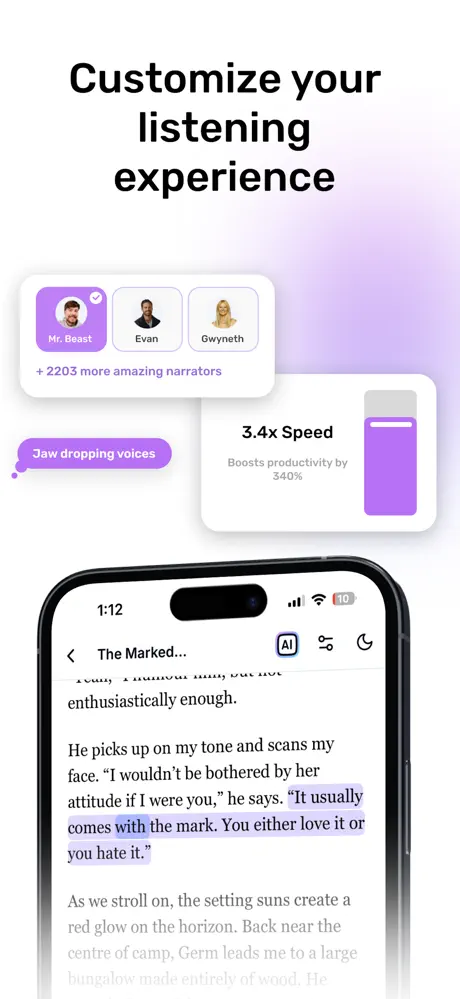 Customize your
listening
experience
Mr. Beast
Evan
Gwyneth
+ 2203 more amazing narrators
3.4x Speed
Boosts productivity by
340%
Jaw dropping voices
1:12
10
The Marked...
AI
“Yeah,” I humour him, but not
enthusiastically enough.
He picks up on my tone and scans my
face. “I wouldn’t be bothered by her
attitude if I were you,” he says. “It usually
comes with the mark. You either love it or
you hate it.”
As we stroll on, the setting suns create a
red glow on the horizon. Back near the
centre of camp, Germ leads me to a large
bungalow made entirely of wood. He